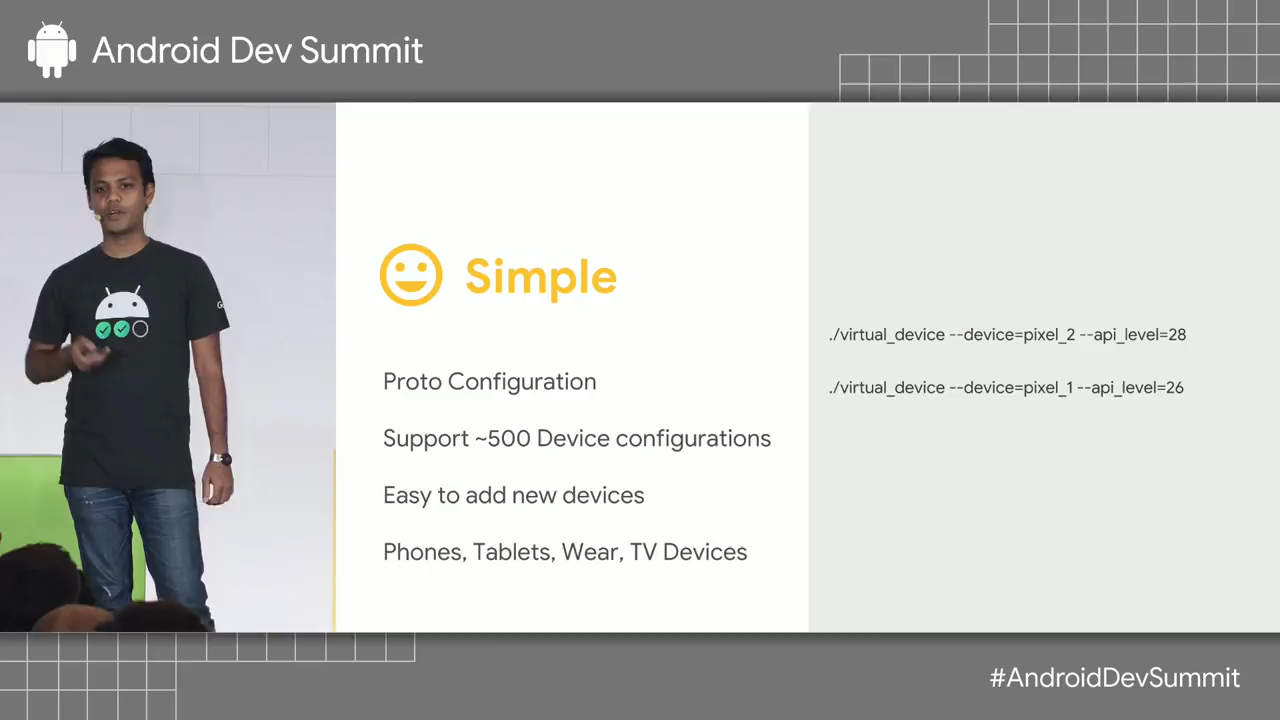 Android Dev Summit
Simple
Proto Configuration
Support ~500 Device configurations
Easy to add new devices
Phones, Tablets, Wear, TV Devices
./virtual_device --device=pixel_2 --api_level=28
./virtual_device --device=pixel_1 --api_level=26
#AndroidDevSummit